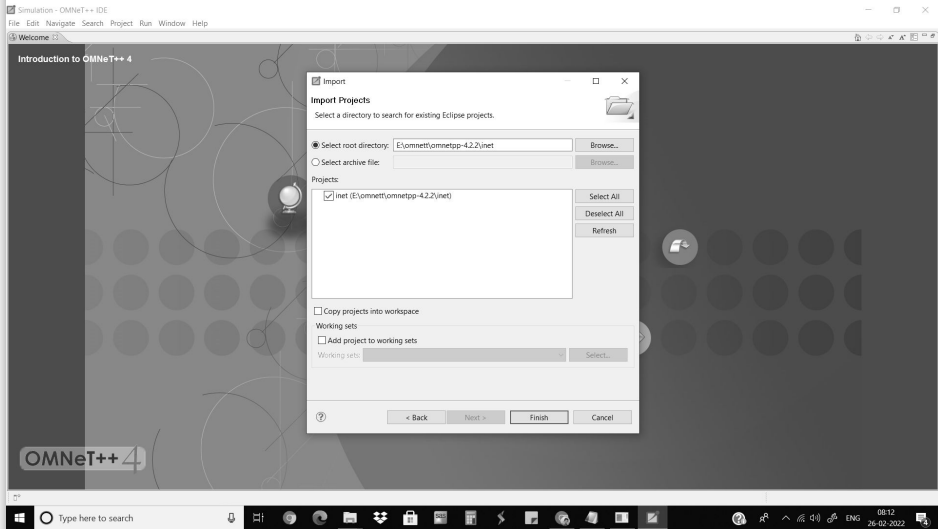 Simulation - OMNeT++ IDE
File Edit Navigate Search Project Run Window Help
Welcome
Introduction to OMNeT++ 4
Import
Import Projects
Select a directory to search for existing Eclipse projects.
Select root directory: E:\omnett\omnetpp-4.2.2\inet Browse...
Select archive file: Browse...
Projects:
inet (E:\omnett\omnetpp-4.2.2\inet)
Select All
Deselect All
Refresh
Copy projects into workspace
Working sets
Add project to working sets
Working sets: Select...
? < Back Next > Finish Cancel
OMNeT++ 4
Type here to search
ENG
08:12
26-02-2022
4